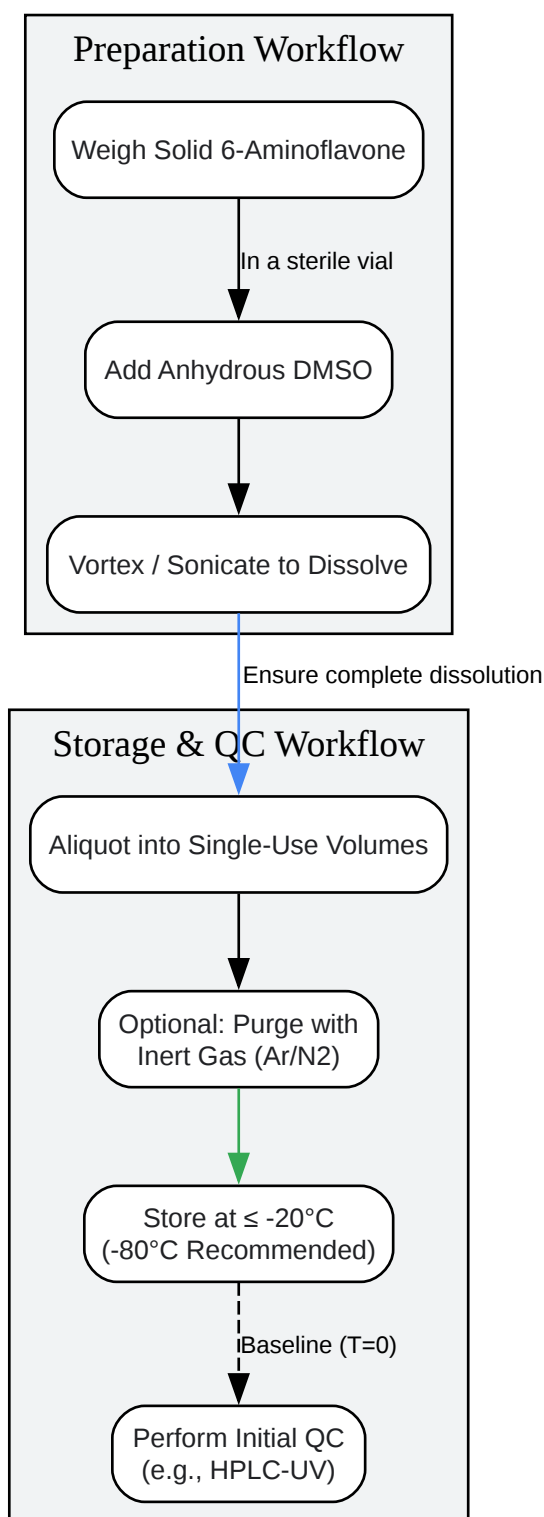 Preparation Workflow
Weigh Solid 6-Aminoflavone
In a sterile vial
Add Anhydrous DMSO
Vortex / Sonicate to Dissolve
Ensure complete dissolution
Storage & QC Workflow
Aliquot into Single-Use Volumes
Optional: Purge with
Inert Gas (Ar/N2)
Store at ≤ -20°C
(-80°C Recommended)
Baseline (T=0)
Perform Initial QC
(e.g., HPLC-UV)